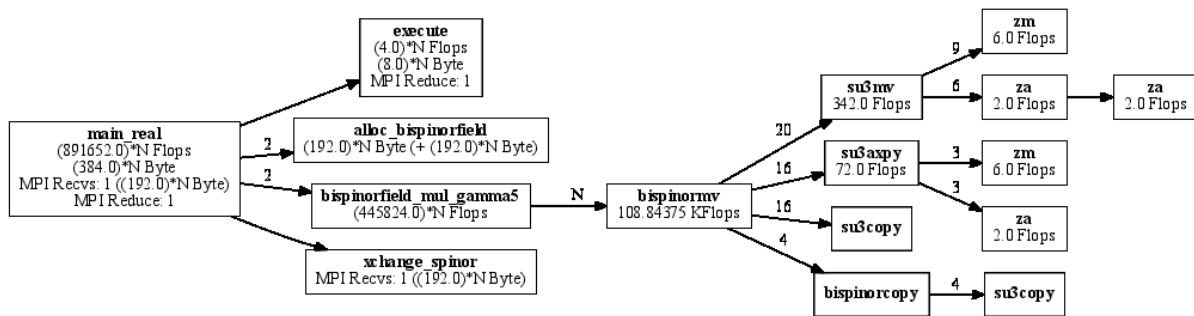 execute
(4.0)*N Flops
(8.0)*N Byte
MPI Reduce: 1
main_real
(891652.0)*N Flops
(384.0)*N Byte
MPI Recvs: 1 ((192.0)*N Byte)
MPI Reduce: 1
2
alloc_bispinorfield
(192.0)*N Byte (+ (192.0)*N Byte)
2
bispinorfield_mul_gamma5
(445824.0)*N Flops
xchange_spinor
MPI Recvs: 1 ((192.0)*N Byte)
N
bispinormv
108.84375 KFlops
20
su3mv
342.0 Flops
9
zm
6.0 Flops
6
za
2.0 Flops
za
2.0 Flops
16
su3axpy
72.0 Flops
3
zm
6.0 Flops
3
za
2.0 Flops
16
su3copy
4
bispinorcopy
4
su3copy